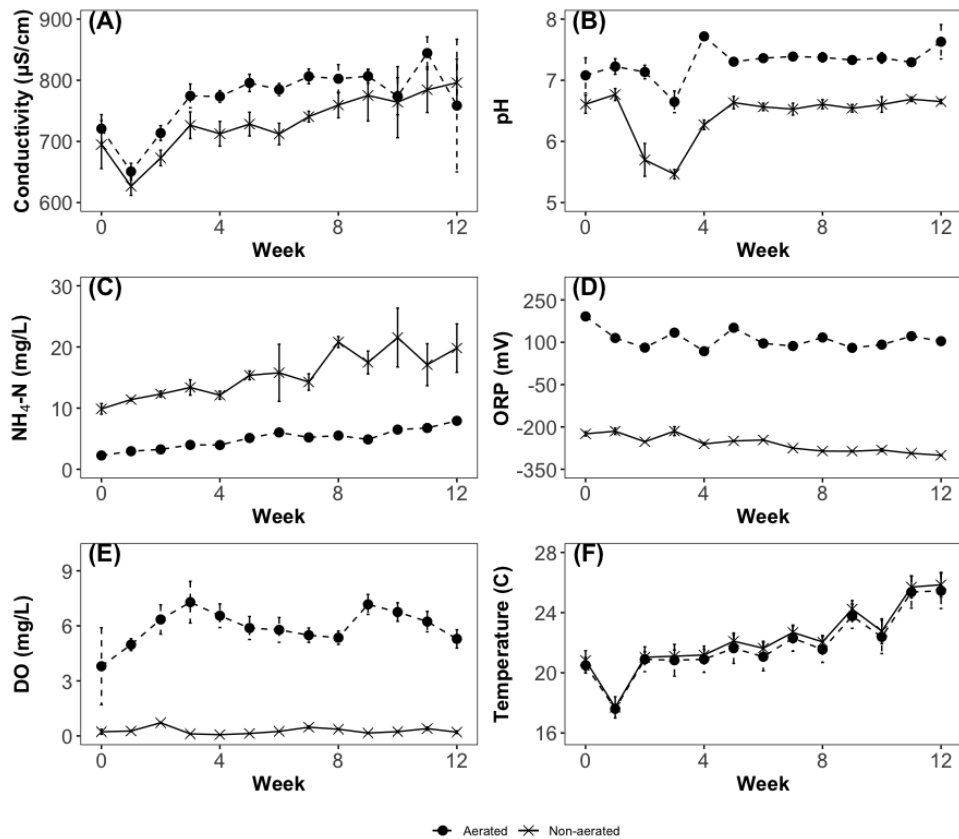 (A)
Conductivity (µS/cm)
900
800
700
600
0 4 8 12
Week
(B)
pH
8
7
6
5
0 4 8 12
Week
(C)
NH₄-N (mg/L)
30
20
10
0
0 4 8 12
Week
(D)
ORP (mV)
250
100
-50
-200
-350
0 4 8 12
Week
(E)
DO (mg/L)
9
6
3
0
0 4 8 12
Week
(F)
Temperature (C)
28
24
20
16
0 4 8 12
Week
Aerated Non-aerated